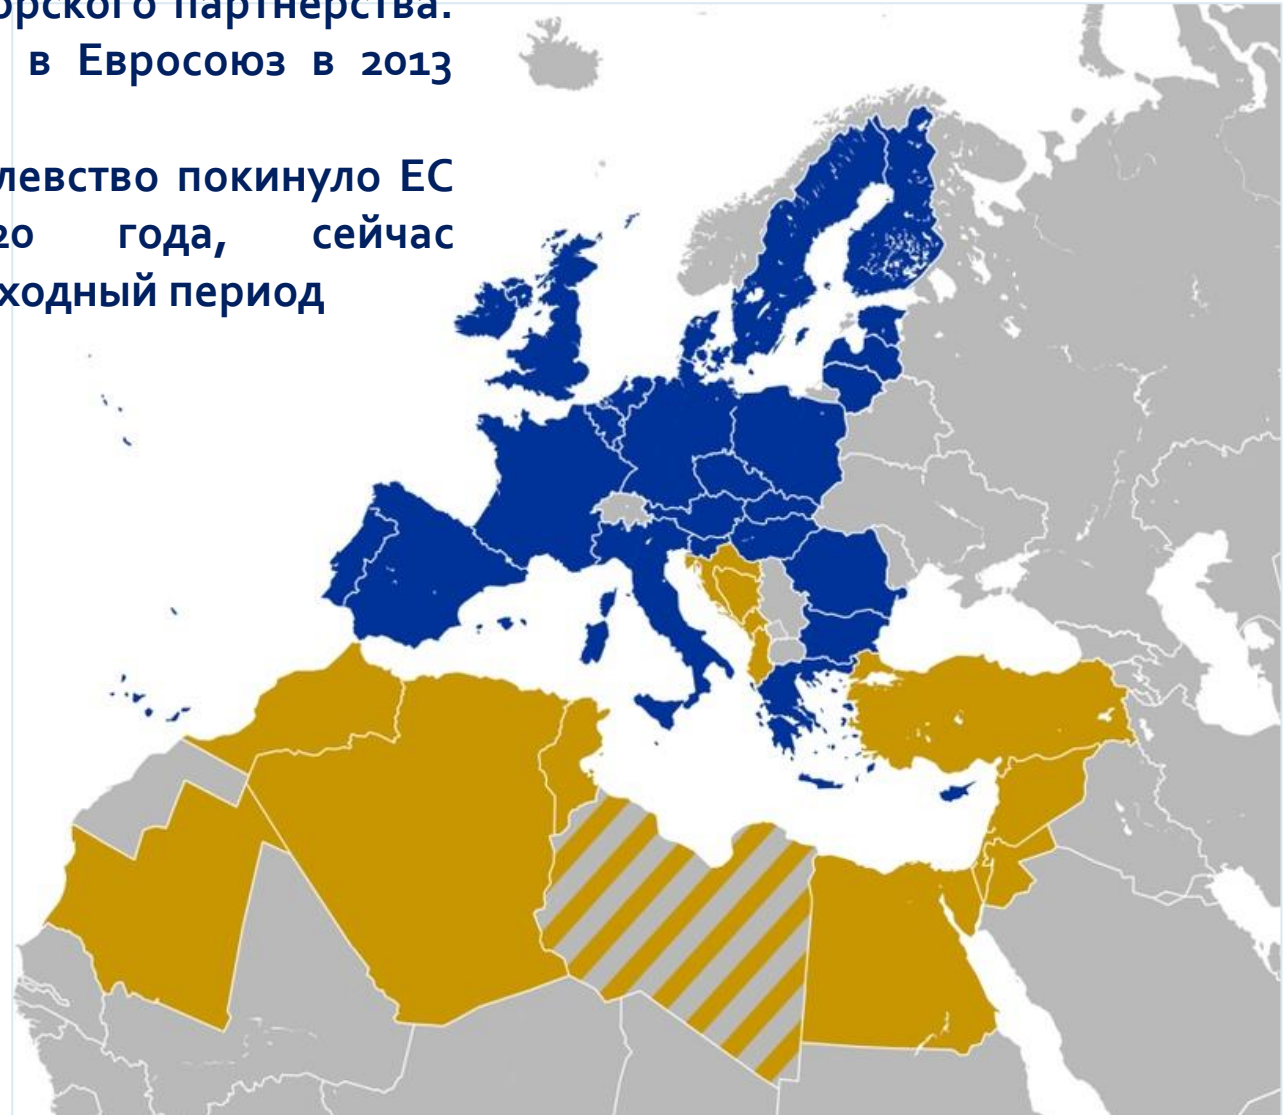 орского партнерства.
в Евросоюз в 2013
левство покинуло ЕС
20 года, сейчас
ходный период